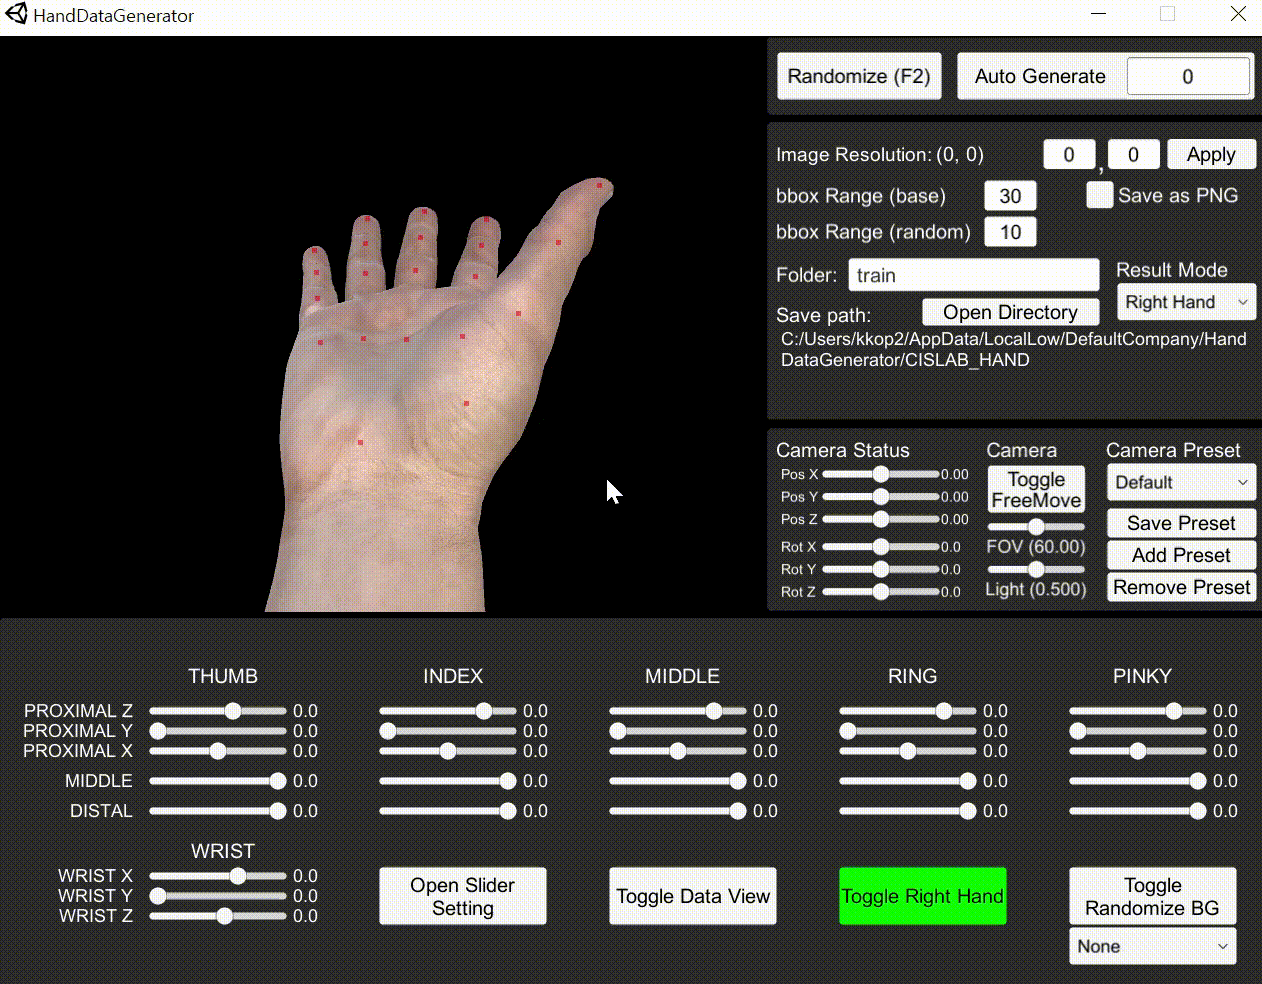 HandDataGenerator
Randomize (F2)
Auto Generate
0
Image Resolution: (0, 0)
0 , 0
Apply
bbox Range (base)
30
Save as PNG
bbox Range (random)
10
Folder:
train
Result Mode
Right Hand
Save path:
Open Directory
C:/Users/kkop2/AppData/LocalLow/DefaultCompany/Hand
DataGenerator/CISLAB_HAND
Camera Status
Pos X 0.00
Pos Y 0.00
Pos Z 0.00
Rot X 0.0
Rot Y 0.0
Rot Z 0.0
Camera
Toggle
FreeMove
FOV (60.00)
Light (0.500)
Camera Preset
Default
Save Preset
Add Preset
Remove Preset
THUMB INDEX MIDDLE RING PINKY
PROXIMAL Z 0.0 0.0 0.0 0.0 0.0
PROXIMAL Y 0.0 0.0 0.0 0.0 0.0
PROXIMAL X 0.0 0.0 0.0 0.0 0.0
MIDDLE 0.0 0.0 0.0 0.0 0.0
DISTAL 0.0 0.0 0.0 0.0 0.0
WRIST
WRIST X 0.0
WRIST Y 0.0
WRIST Z 0.0
Open Slider
Setting
Toggle Data View
Toggle Right Hand
Toggle
Randomize BG
None